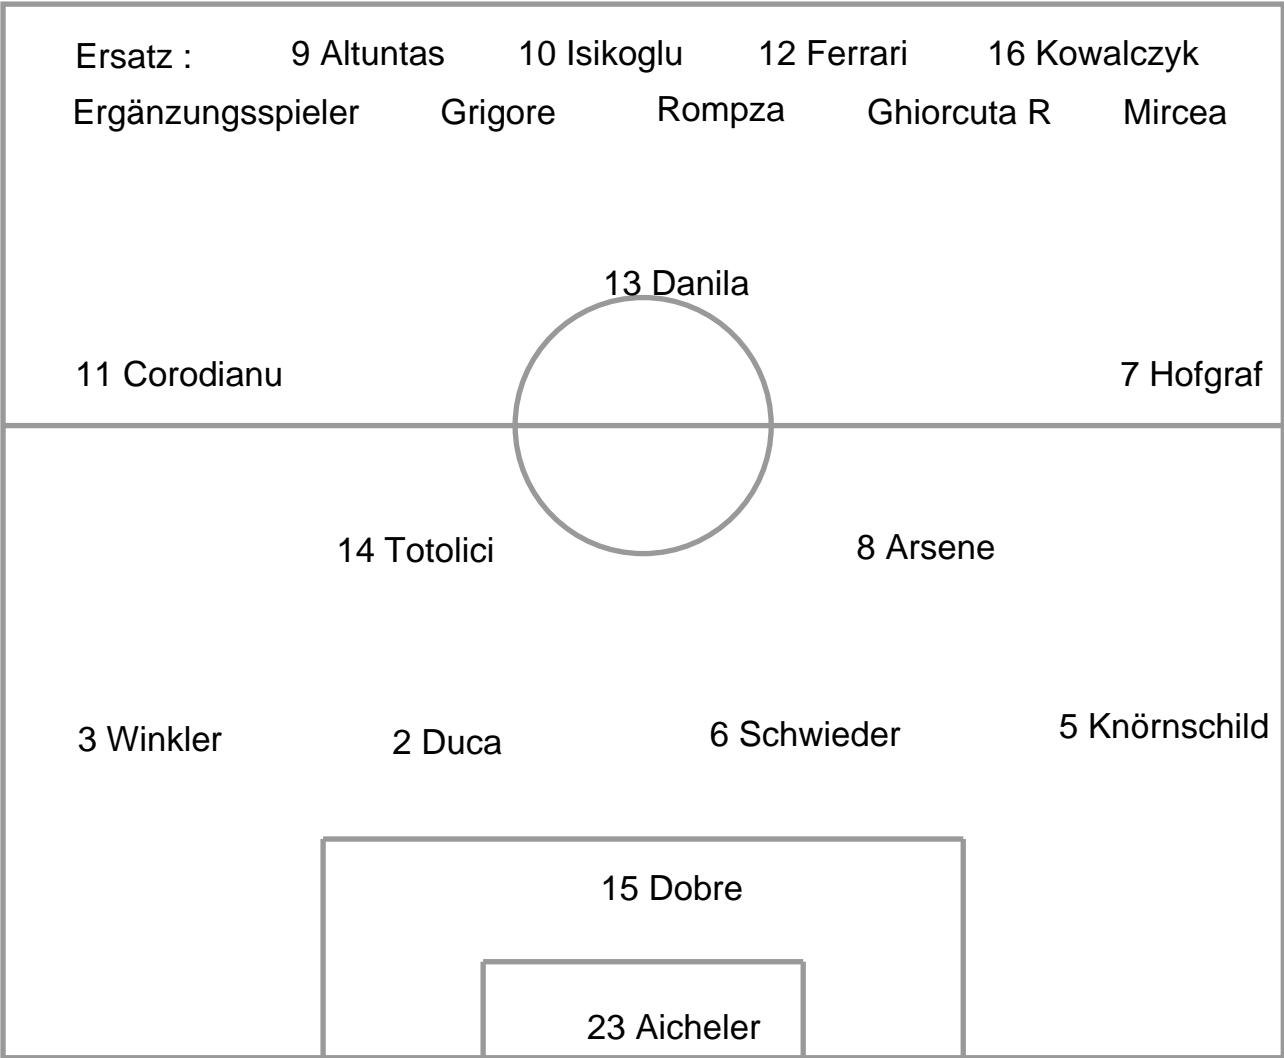 Ersatz : 9 Altuntas 10 Isikoglu 12 Ferrari 16 Kowalczyk
Ergänzungsspieler Grigore Rompza Ghiorcuta R Mircea
13 Danila
11 Corodianu 7 Hofgraf
14 Totolici 8 Arsene
3 Winkler 2 Duca 6 Schwieder 5 Knörnschild
15 Dobre
23 Aicheler